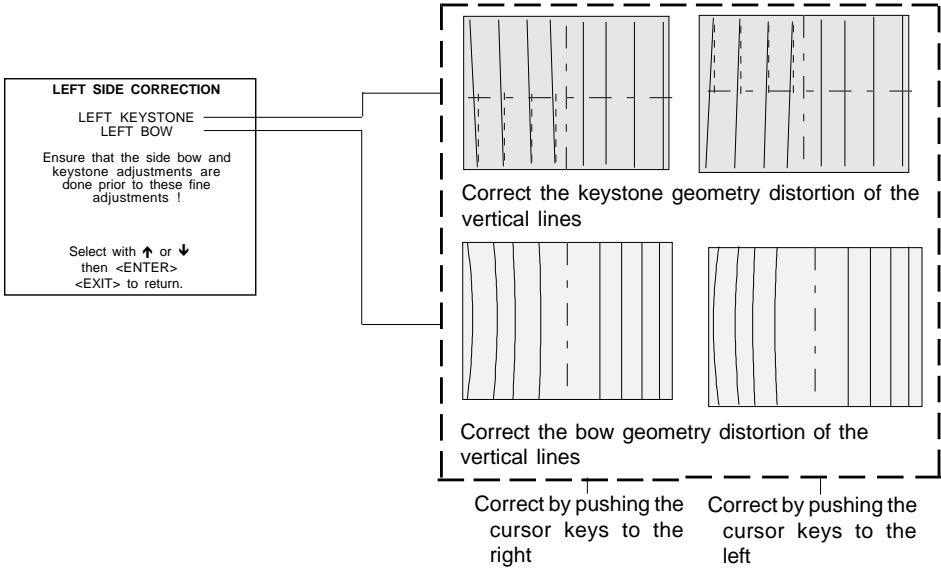 LEFT SIDE CORRECTION
LEFT KEYSTONE
LEFT BOW
Ensure that the side bow and
keystone adjustments are
done prior to these fine
adjustments !
Select with ↑ or ↓
then <ENTER>
<EXIT> to return.
Correct the keystone geometry distortion of the
vertical lines
Correct the bow geometry distortion of the
vertical lines
Correct by pushing the
cursor keys to the
right
Correct by pushing the
cursor keys to the
left